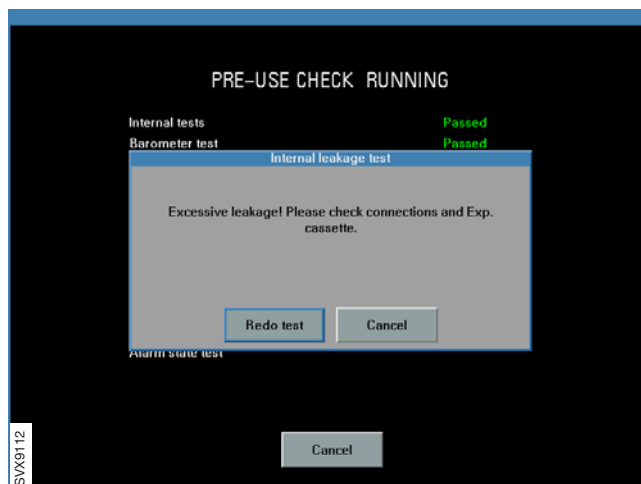 PRE-USE CHECK RUNNING
Internal tests Passed
Barometer test Passed
Internal leakage test
Excessive leakage! Please check connections and Exp.
cassette.
Redo test Cancel
Alarm state test
Cancel
SVX9112